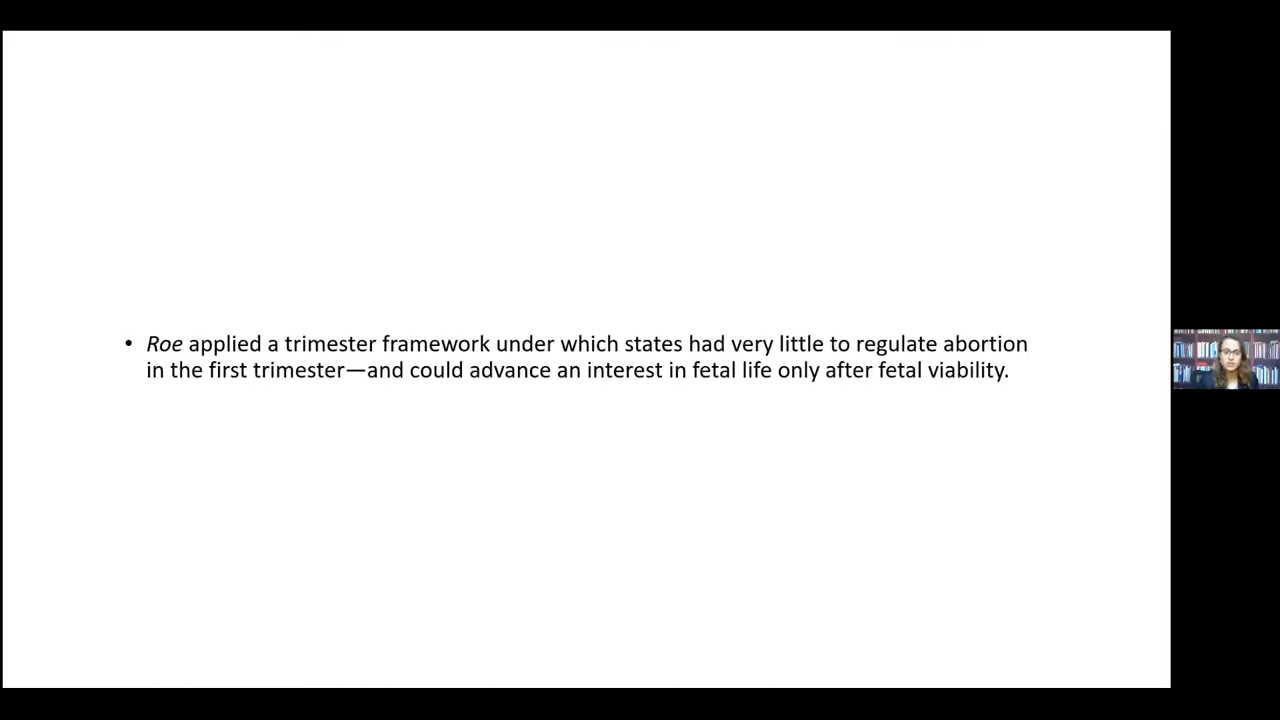 • Roe applied a trimester framework under which states had very little to regulate abortion
in the first trimester—and could advance an interest in fetal life only after fetal viability.